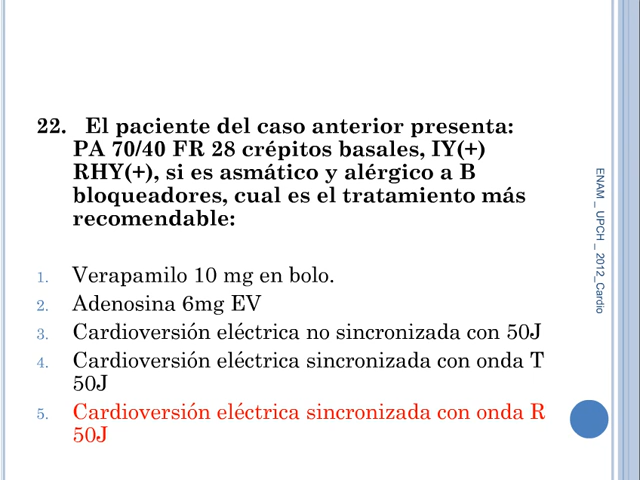 22. El paciente del caso anterior presenta:
PA 70/40 FR 28 crépitos basales, IY(+)
RHY(+), si es asmático y alérgico a B
bloqueadores, cual es el tratamiento más
recomendable:
1. Verapamilo 10 mg en bolo.
2. Adenosina 6mg EV
3. Cardioversión eléctrica no sincronizada con 50J
4. Cardioversión eléctrica sincronizada con onda T
50J
5. Cardioversión eléctrica sincronizada con onda R
50J
ENAM _ UPCH _ 2012_Cardio